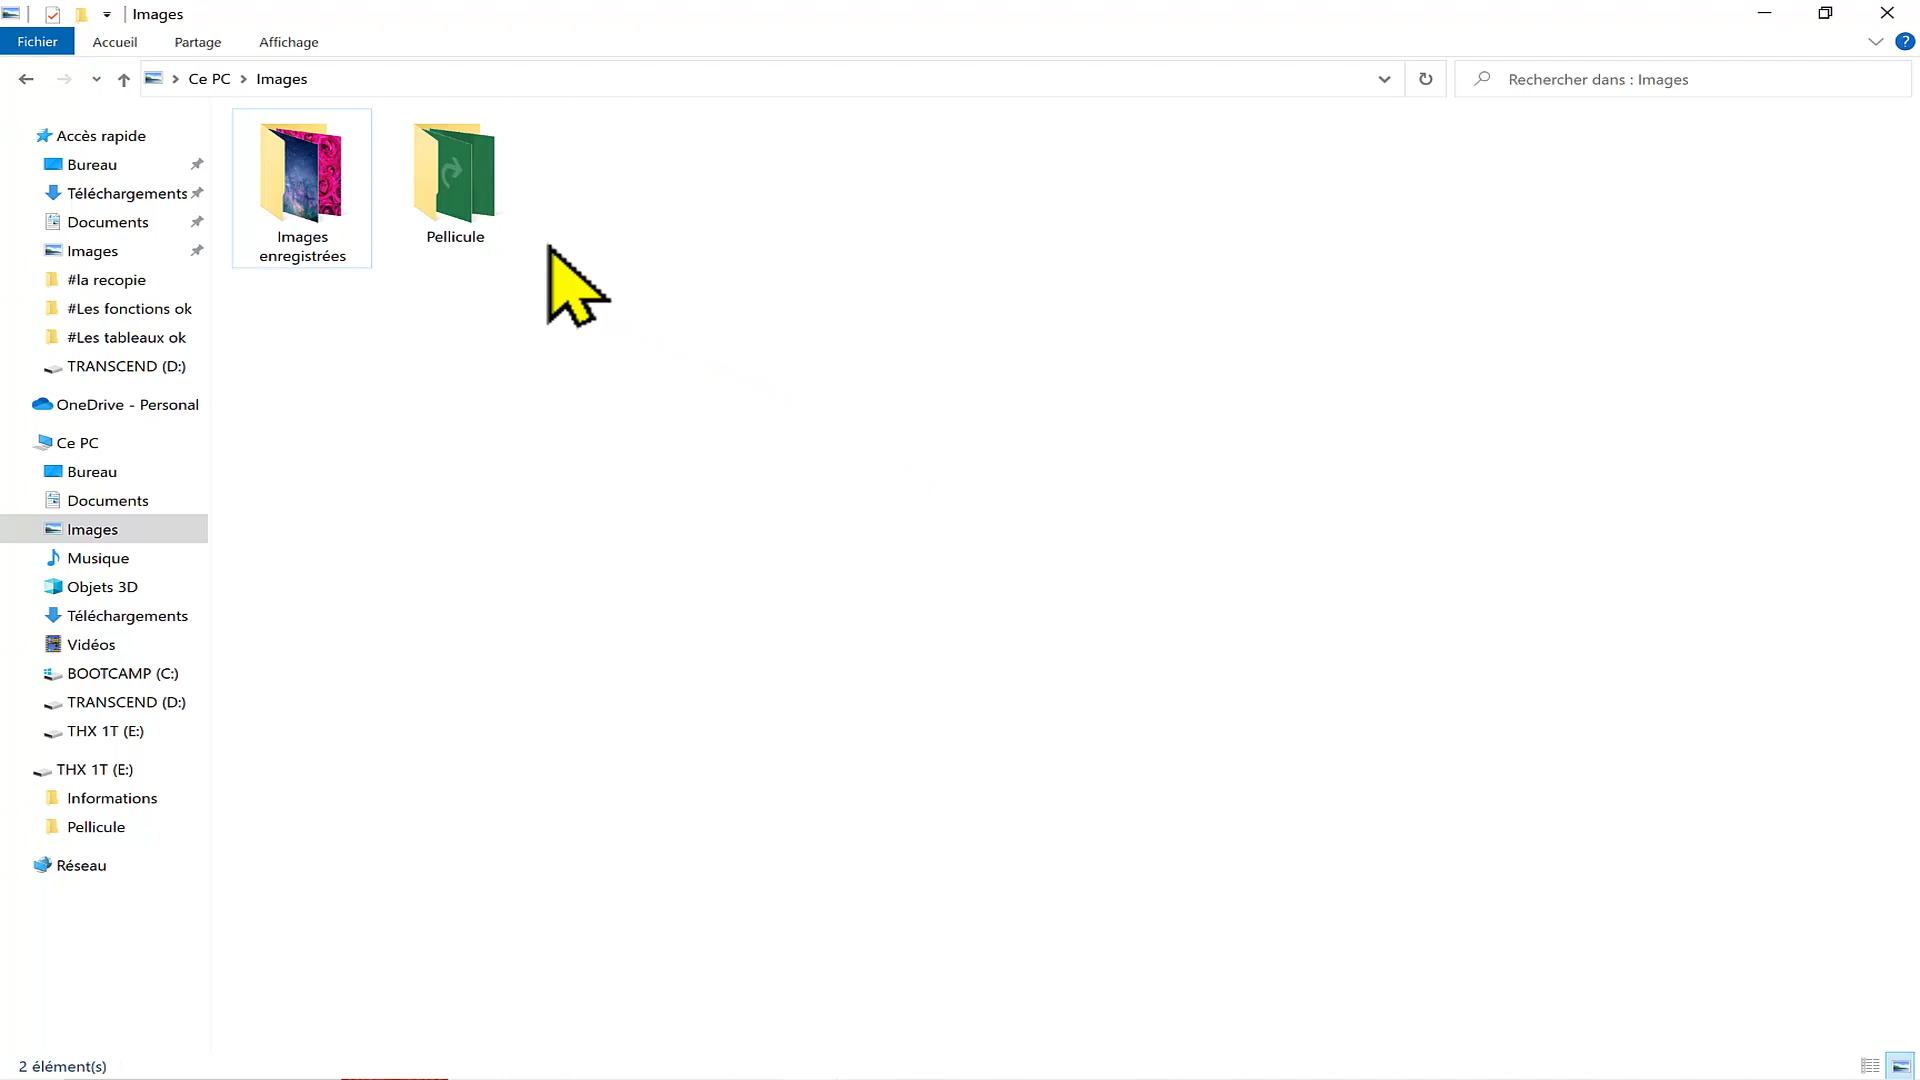 Images
Fichier Accueil Partage Affichage ?
Ce PC Images
Rechercher dans : Images
Accès rapide
Bureau
Téléchargements
Documents
Images
#la recopie
#Les fonctions ok
#Les tableaux ok
TRANSCEND (D:)
OneDrive - Personal
Ce PC
Bureau
Documents
Images
Musique
Objets 3D
Téléchargements
Vidéos
BOOTCAMP (C:)
TRANSCEND (D:)
THX 1T (E:)
THX 1T (E:)
Informations
Pellicule
Réseau
Images
enregistrées
Pellicule
2 élément(s)